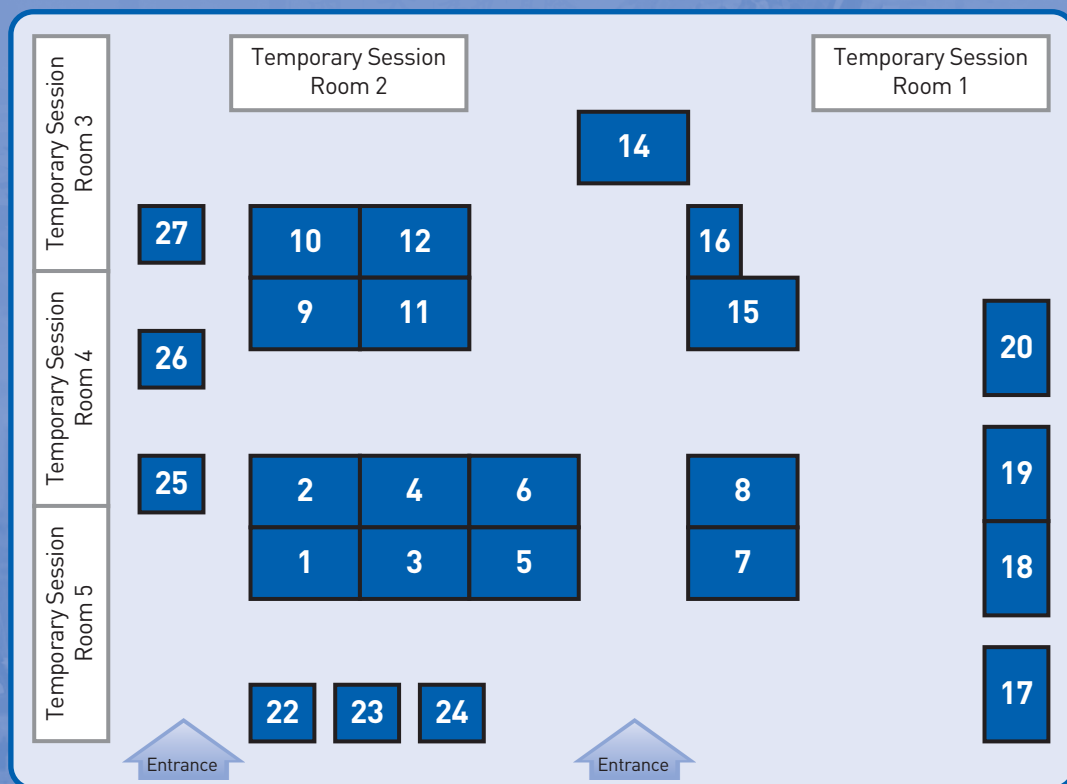 Temporary Session
Room 3
Temporary Session
Room 2
Temporary Session
Room 1
14
27
10
12
16
9
11
15
26
20
Temporary Session
Room 4
25
2
4
6
8
19
1
3
5
7
18
Temporary Session
Room 5
22
23
24
17
Entrance
Entrance